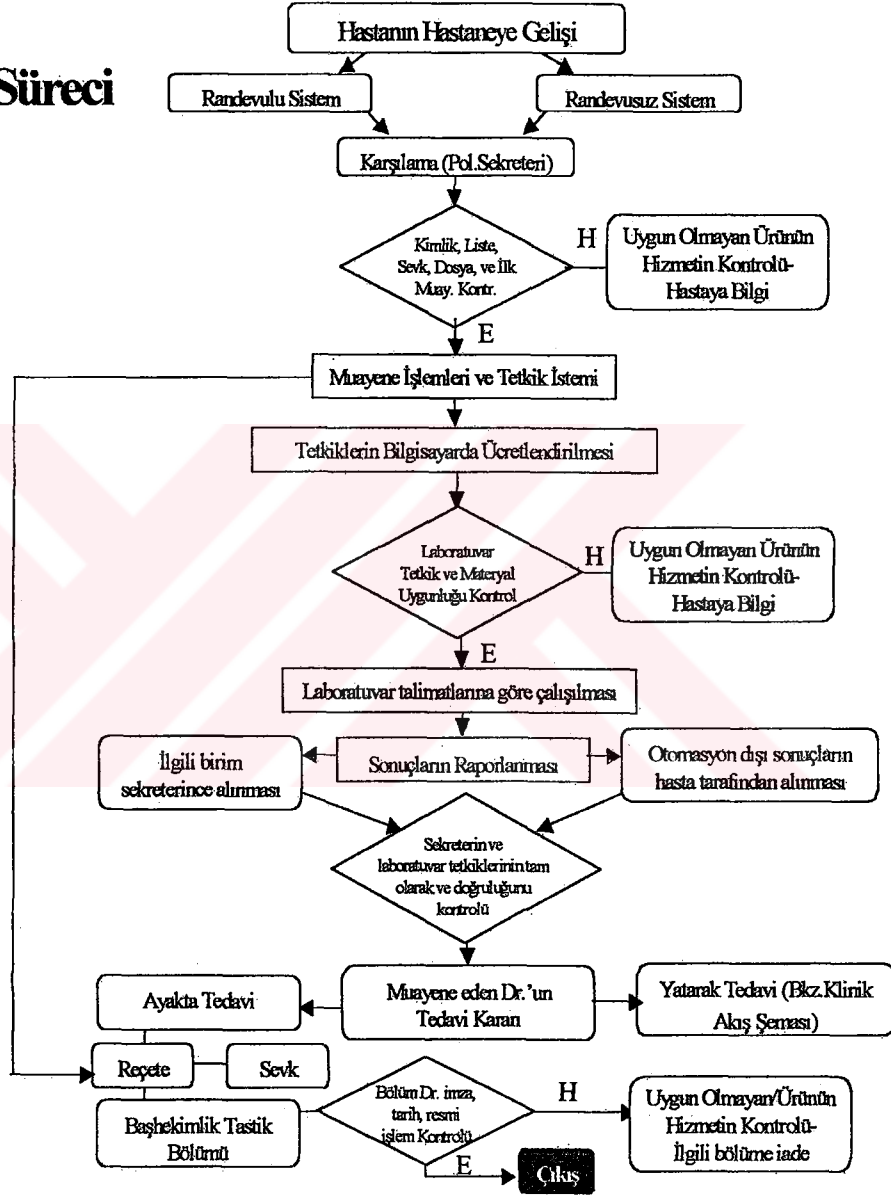 Hastanın Hastaneye Gelişi
Süreci
Randevulu Sistem
Randevusuz Sistem
Karşılama (Pol.Sekreteri)
Kimlik, Liste,
Sevk, Dosya, ve İlk
Muay. Kontr.
H
Uygun Olmayan Ürünün
Hizmetin Kontrolü-
Hastaya Bilgi
E
Muayene İşlemleri ve Tetkik İstemi
Tetkiklerin Bilgisayarda Ücretlendirilmesi
Laboratuvar
Tetkik ve Materyal
Uygunluğu Kontrol
H
Uygun Olmayan Ürünün
Hizmetin Kontrolü-
Hastaya Bilgi
E
Laboratuvar talimatlarına göre çalışılması
İlgili birim
sekreterince alınması
Sonuçların Raporlanması
Otomasyon dışı sonuçların
hasta tarafından alınması
Sekreterin ve
laboratuvar tetkiklerinin tam
olarak ve doğruluğunu
kontrolü
Ayakta Tedavi
Muayene eden Dr.'un
Tedavi Kararı
Yatarak Tedavi (Bkz.Klinik
Akış Şeması)
Reçete
Sevk
Başhekimlik Tastik
Bölümü
Bölüm Dr. imza,
tarih, resmi
işlem Kontrolü
H
Uygun Olmayan/Ürünün
Hizmetin Kontrolü-
İlgili bölüme iade
E
Çıkış